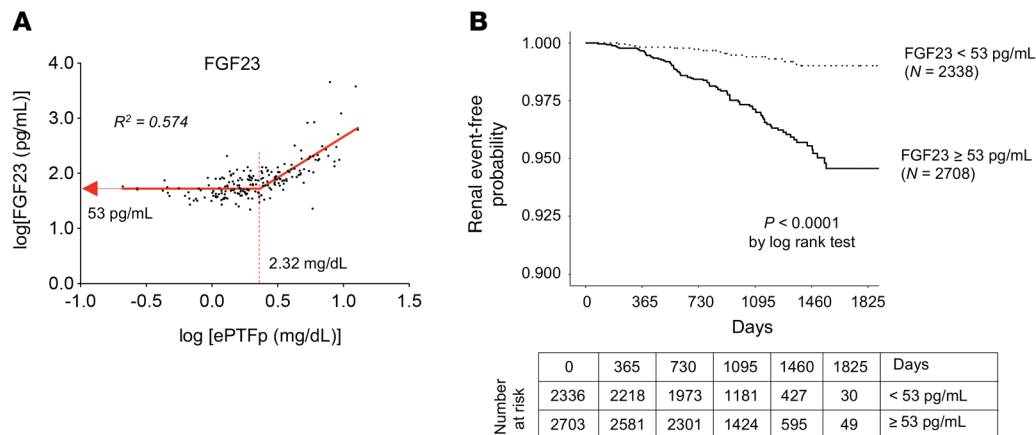 A
FGF23
log[FGF23 (pg/mL)]
4.0
3.0
2.0
1.0
0.0
R² = 0.574
53 pg/mL
2.32 mg/dL
-1.0 -0.5 0.0 0.5 1.0 1.5
log [ePTFp (mg/dL)]
B
Renal event-free
probability
1.000
0.975
0.950
0.925
0.900
FGF23 < 53 pg/mL
(N = 2338)
FGF23 ≥ 53 pg/mL
(N = 2708)
P < 0.0001
by log rank test
0 365 730 1095 1460 1825
Days
Number
at risk
0 365 730 1095 1460 1825 Days
2336 2218 1973 1181 427 30 < 53 pg/mL
2703 2581 2301 1424 595 49 ≥ 53 pg/mL